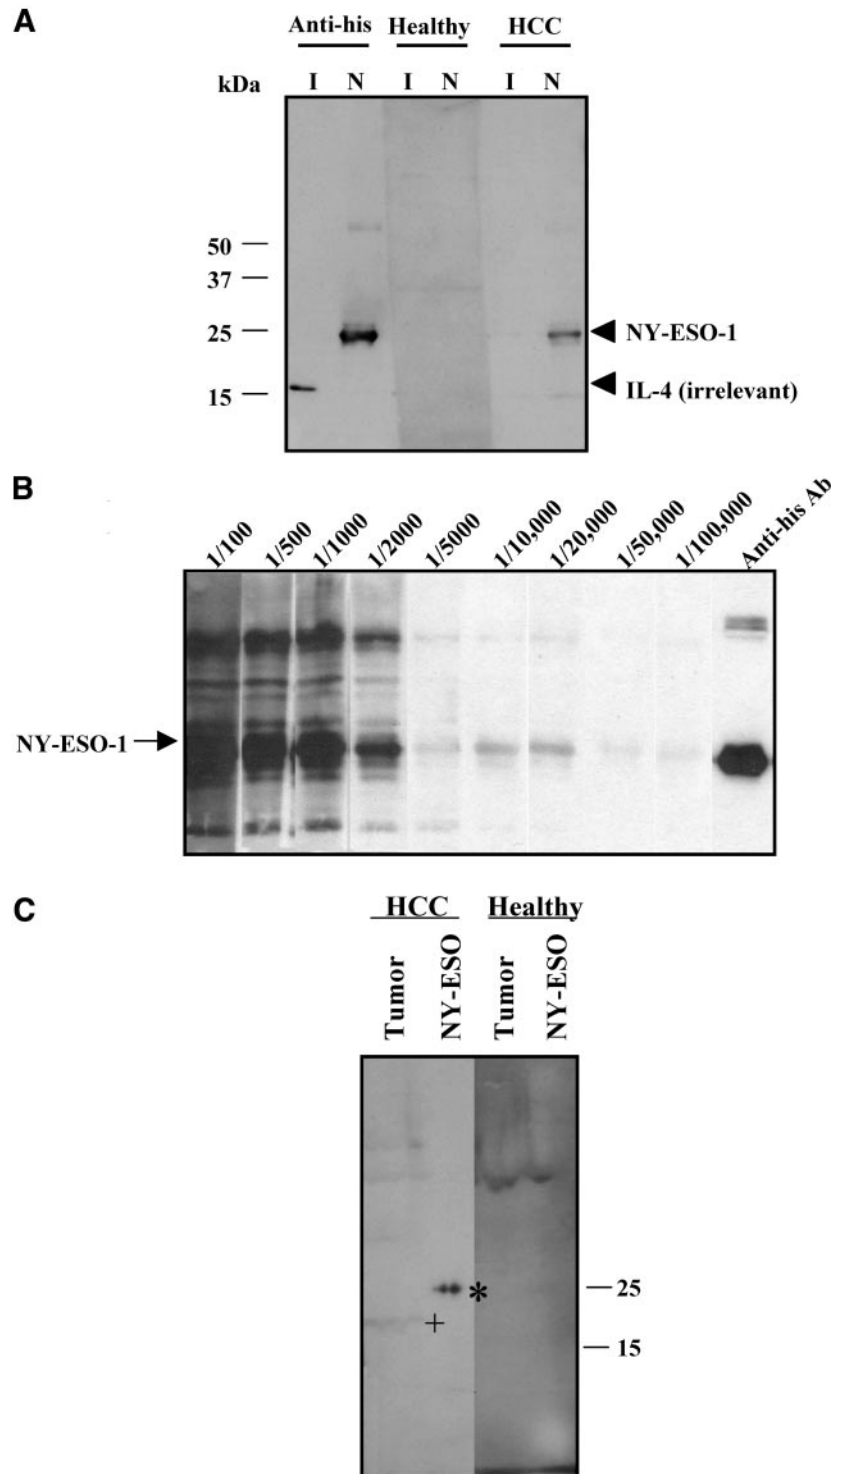 A
Anti-his Healthy HCC
kDa I N I N I N
50
37
25
15
NY-ESO-1
IL-4 (irrelevant)
B
1/100 1/500 1/1000 1/2000 1/5000 1/10,000 1/20,000 1/50,000 1/100,000 Anti-his Ab
NY-ESO-1
C
HCC Healthy
Tumor NY-ESO Tumor NY-ESO
*
+
25
15